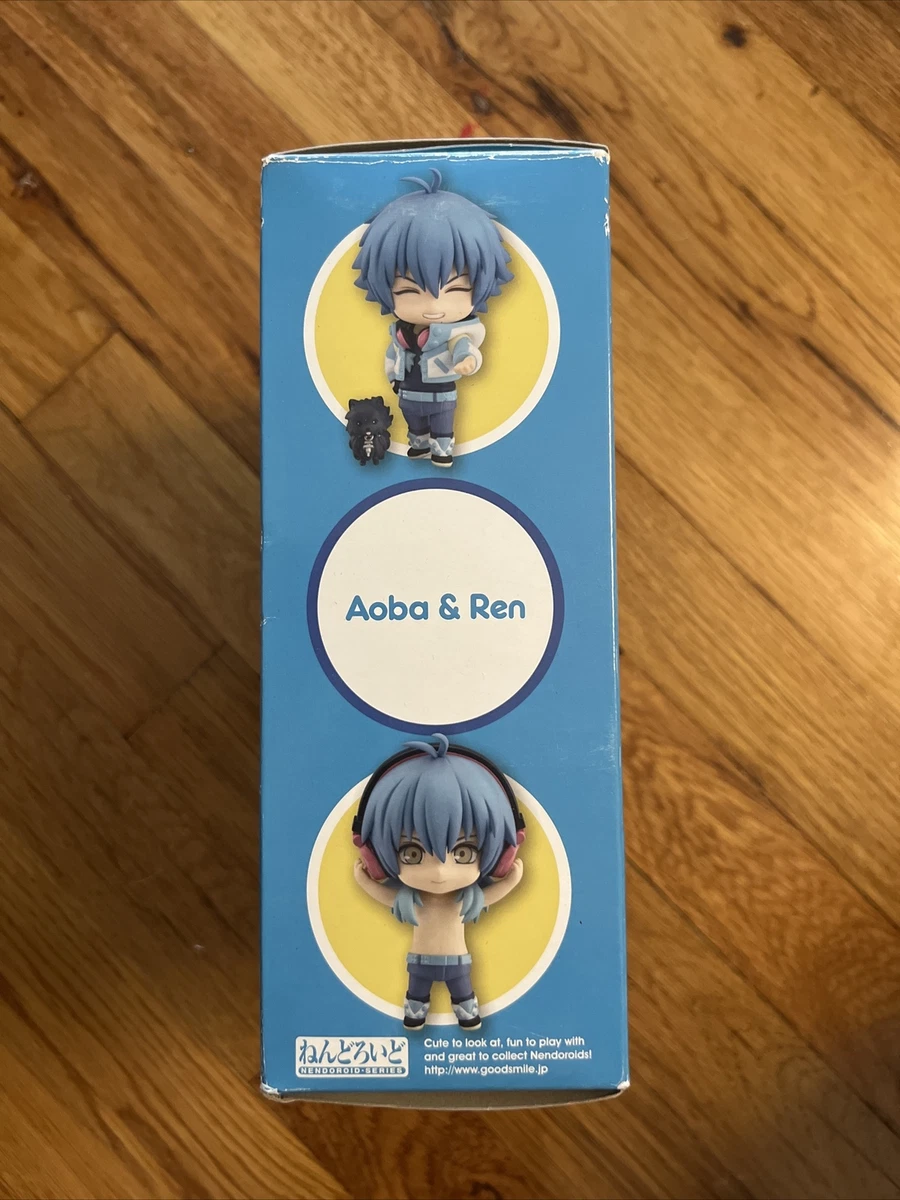 Aoba & Ren
ねんどろいど
NENDOROID·SERIES
Cute to look at, fun to play with
and great to collect Nendoroids!
http://www.goodsmile.jp